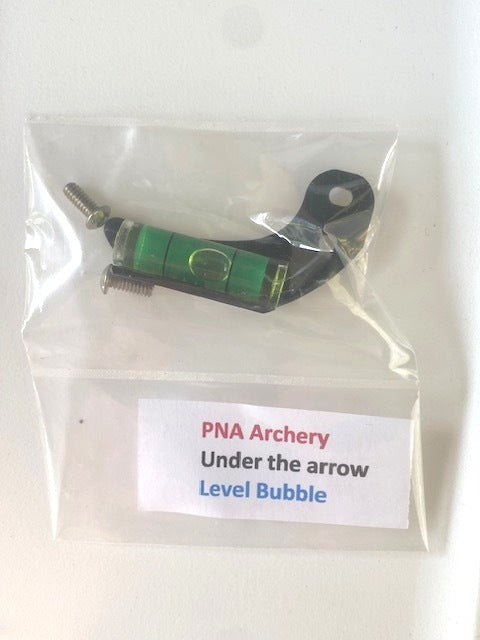 PNA Archery
Under the arrow
Level Bubble